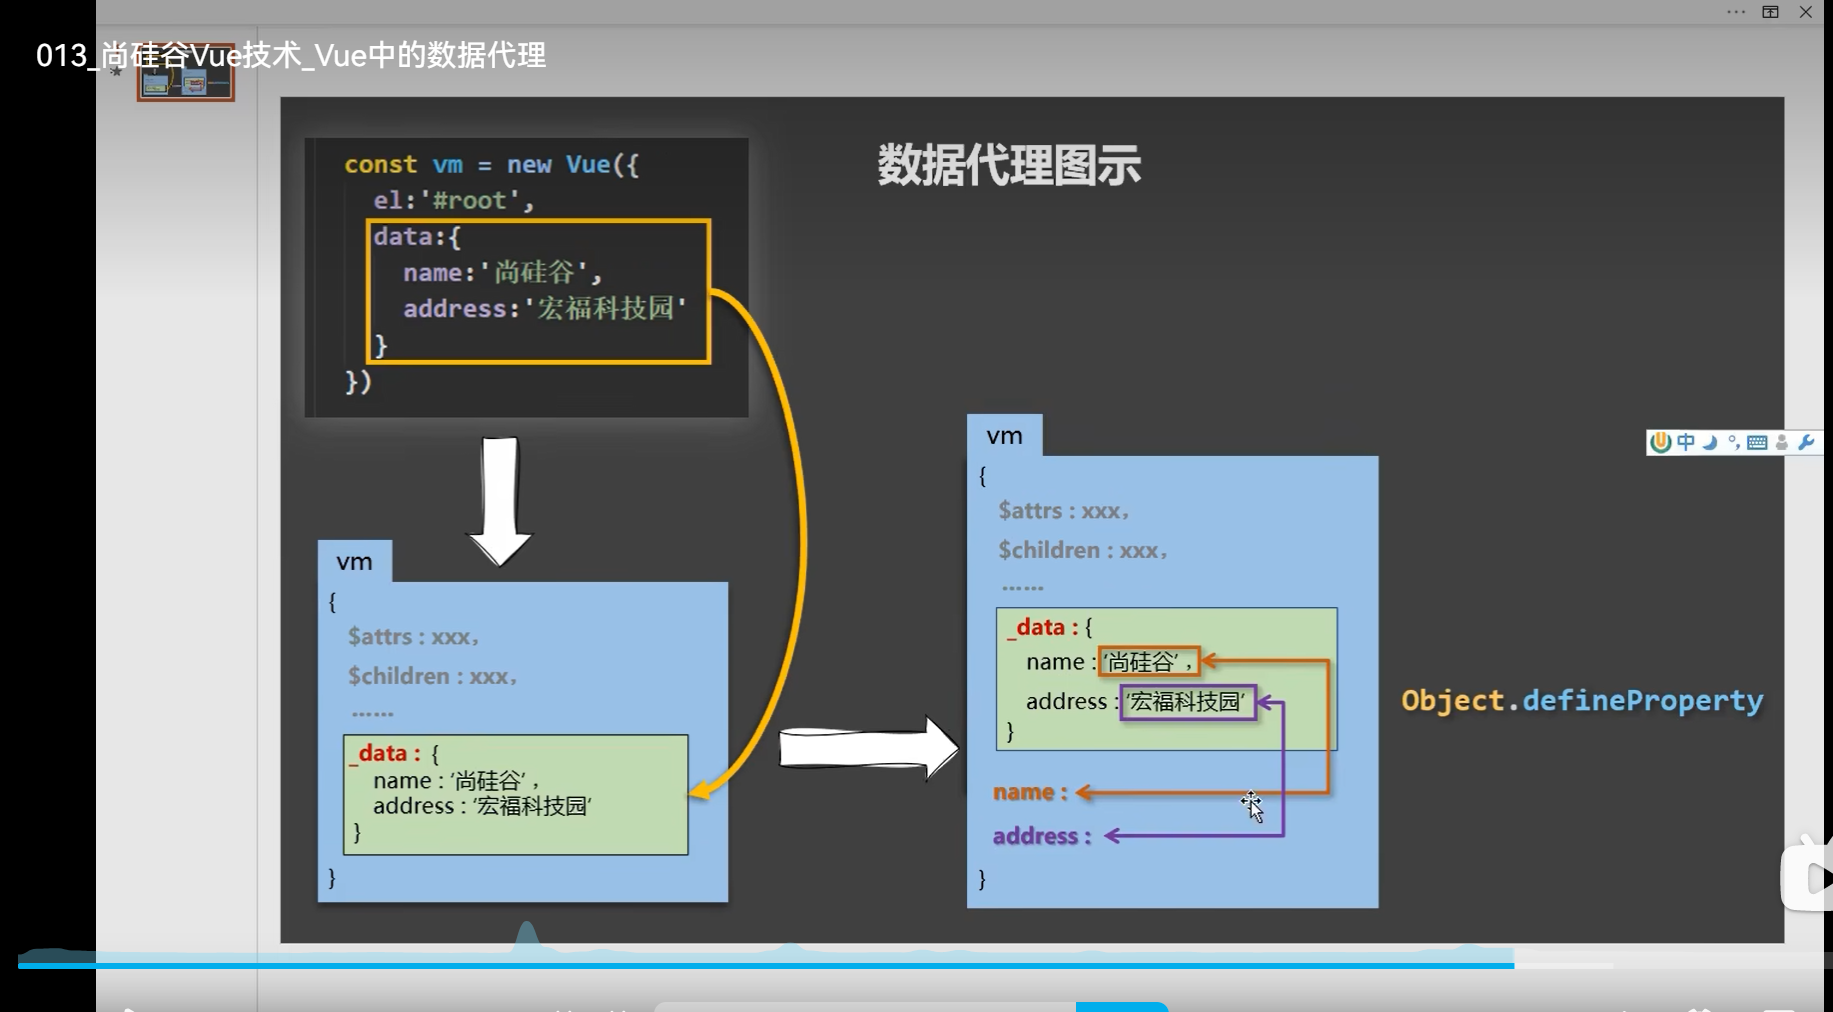 013_尚硅谷Vue技术_Vue中的数据代理
数据代理图示
const vm = new Vue({
el:'#root',
data:{
name:'尚硅谷',
address:'宏福科技园'
}
})
vm
{
$attrs : xxx，
$children : xxx，
……
_data : {
name : '尚硅谷' ，
address : '宏福科技园'
}
}
vm
{
$attrs : xxx，
$children : xxx，
……
_data : {
name : '尚硅谷' ，
address : '宏福科技园'
}
name :
address :
}
Object.defineProperty
中